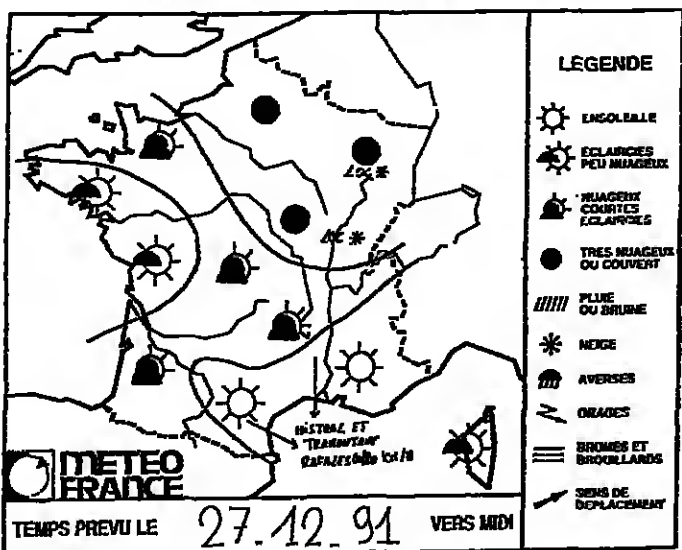 LEGENDE
ENSOLEILLE
ECLAIRCIES
PEU NUAGEUX
NUAGEUX
COURTES
ECLAIRCIES
TRES NUAGEUX
OU COUVERT
PLUIE
OU BRUINE
NEIGE
AVERSES
ORAGES
BRUMES ET
BROUILLARDS
SENS DE
DEPLACEMENT
LOC
MISTRAL ET
METEO
FRANCE
TEMPS PREVU LE 27.12.91 VERS MIDI